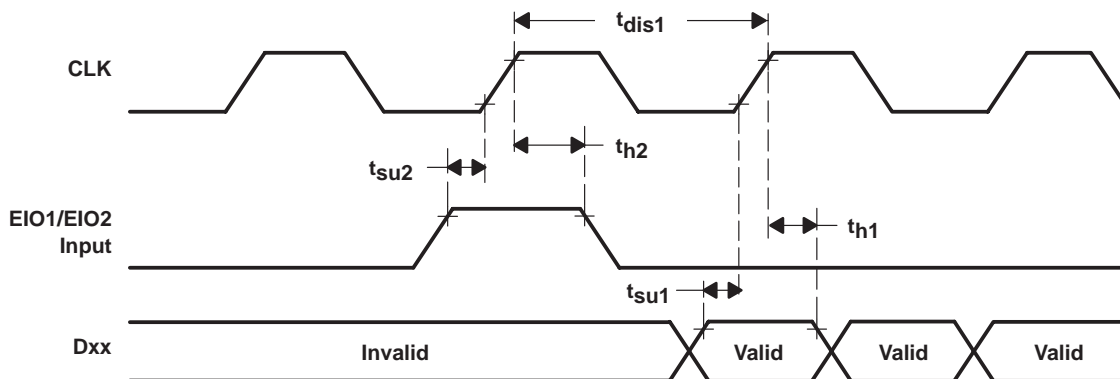 tdis1
CLK
th2
tsu2
EIO1/EIO2
Input
th1
tsu1
Dxx
Invalid
Valid
Valid
Valid